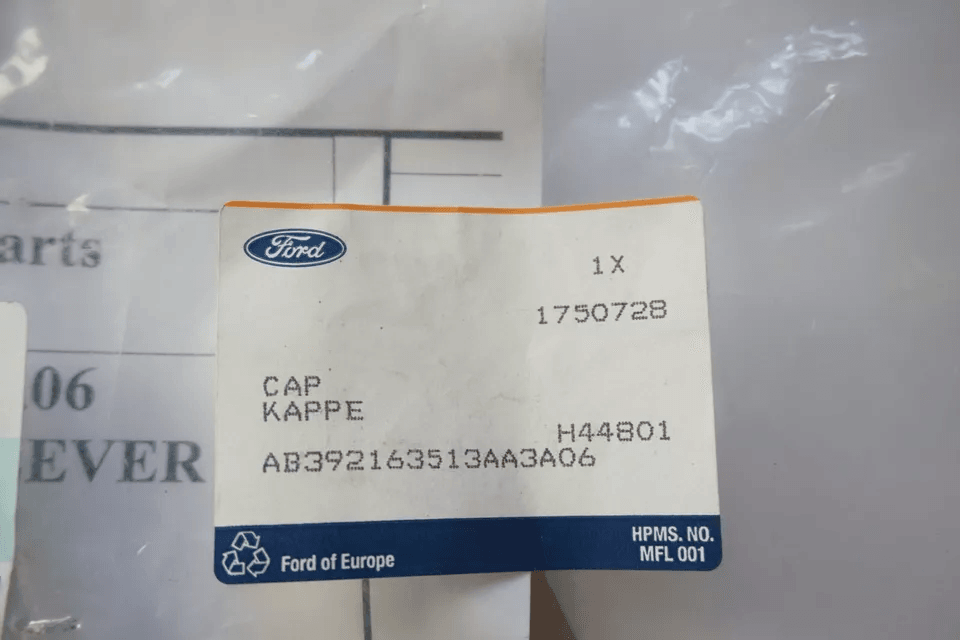 arts
06
EVER
Ford
1X
1750728
CAP
KAPPE
H44801
AB392163513AA3A06
Ford of Europe
HPMS. NO.
MFL 001